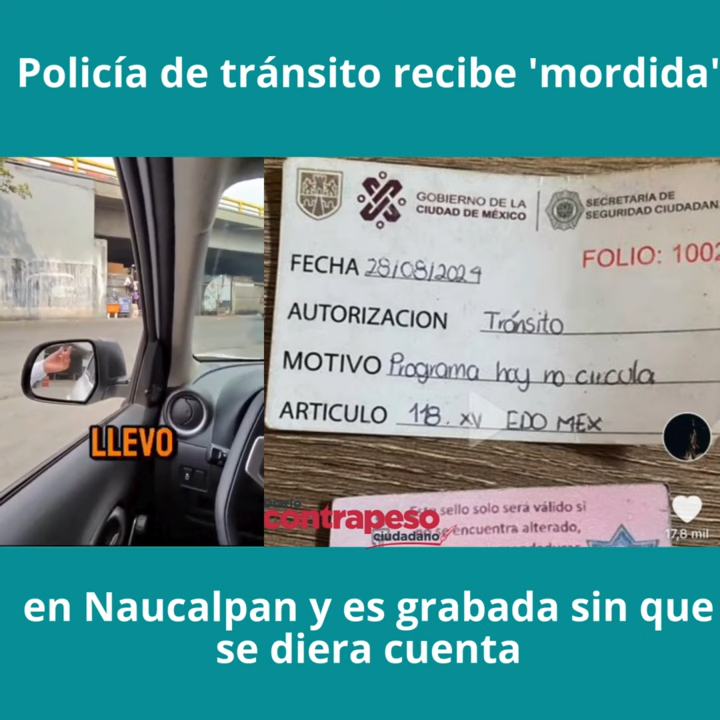 Policía de tránsito recibe 'mordida'
GOBIERNO DE LA
CIUDAD DE MÉXICO
SECRETARÍA DE
SEGURIDAD CIUDADAN
FECHA 28/08/2024
FOLIO: 1002
AUTORIZACION Tránsito
MOTIVO Programa hoy no circula
ARTICULO 118. XV EDO MEX
LLEVO
sello solo será válido si
contrapeso
se encuentra alterado,
ciudadano
17,8 mil
en Naucalpan y es grabada sin que
se diera cuenta